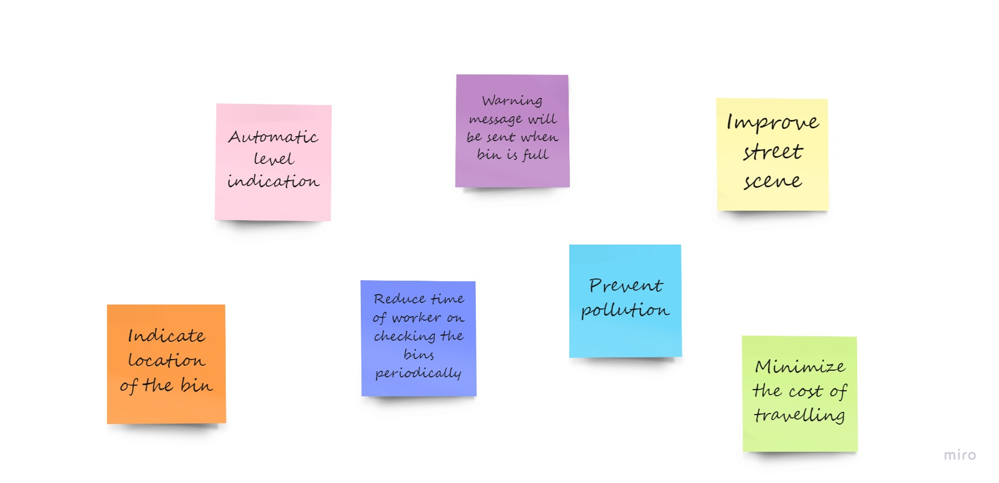 Automatic
level
indication
Warning
message will
be sent when
bin is full
Improve
street
scene
Indicate
location
of the bin
Reduce time
of worker on
checking the
bins
periodically
Prevent
pollution
Minimize
the cost of
travelling
miro